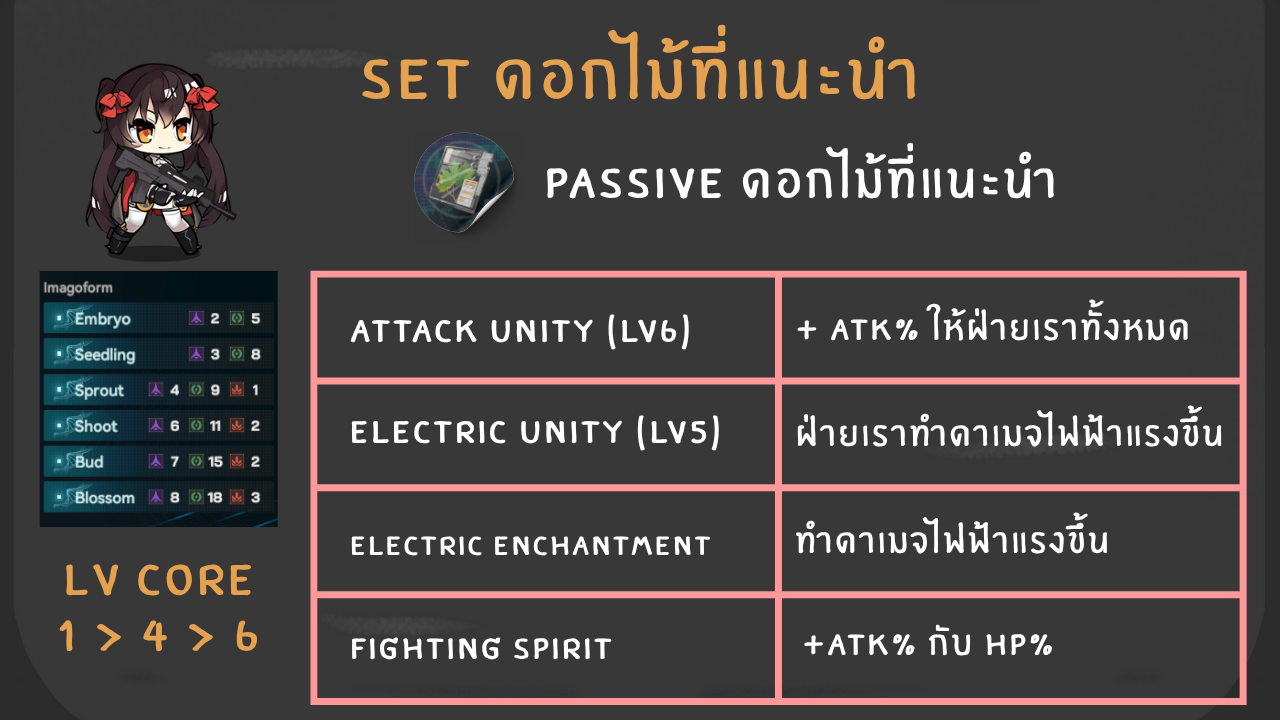 SET ดอกไม้ที่แนะนำ
PASSIVE ดอกไม้ที่แนะนำ
Imagoform
Embryo 2 5
Seedling 3 8
Sprout 4 9 1
Shoot 6 11 2
Bud 7 15 2
Blossom 8 18 3
LV CORE
1 > 4 > 6
ATTACK UNITY (LV6) + ATK% ให้ฝ่ายเราทั้งหมด
ELECTRIC UNITY (LV5) ฝ่ายเราทำดาเมจไฟฟ้าแรงขึ้น
ELECTRIC ENCHANTMENT ทำดาเมจไฟฟ้าแรงขึ้น
FIGHTING SPIRIT +ATK% กับ HP%